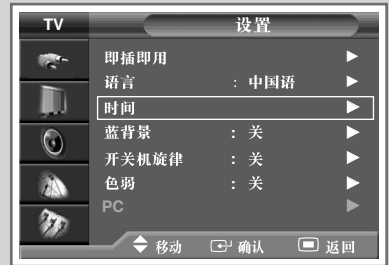 TV 设置
即插即用
语言 : 中国语
时间
蓝背景 : 关
开关机旋律 : 关
色弱 : 关
PC
移动 确认 返回